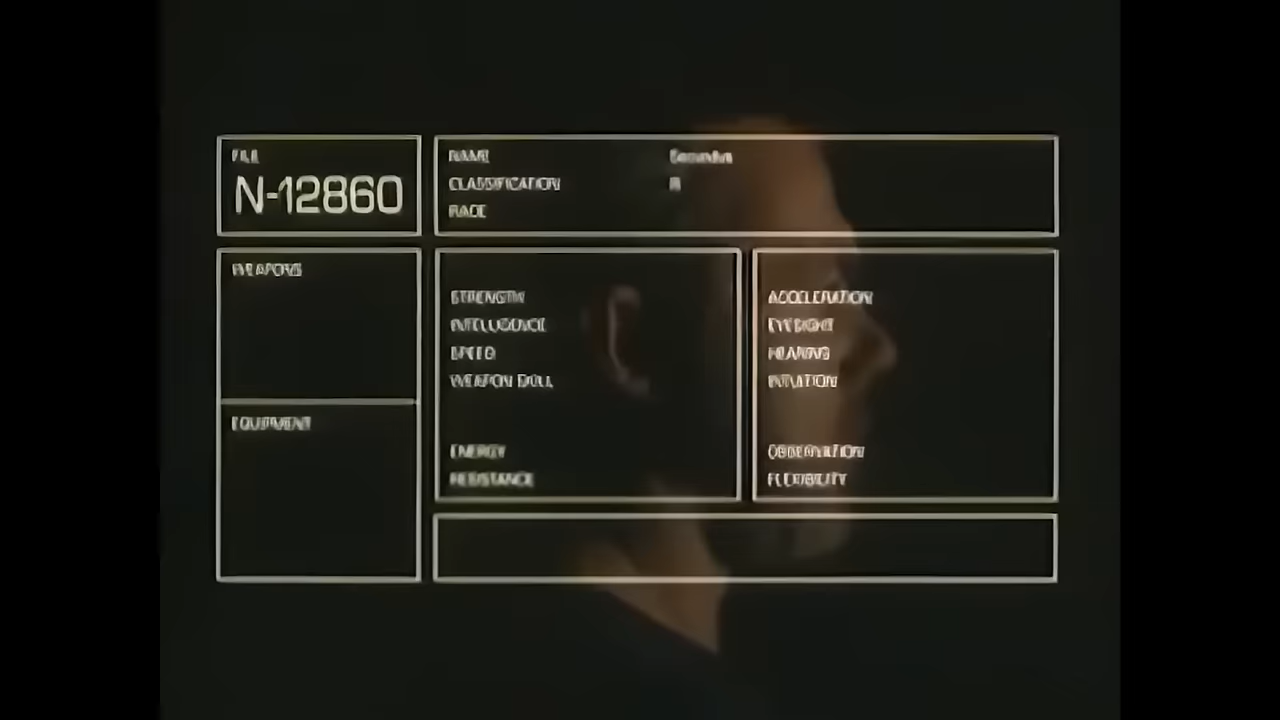 FILE
N-12860
NAME Secundus
CLASSIFICATION R
RACE
WEAPONS
STRENGTH
INTELLIGENCE
SPEED
WEAPON SKILL
ENERGY
RESISTANCE
ACCELERATION
EYESIGHT
HEARING
INTUITION
OBSERVATION
FLEXIBILITY
EQUIPMENT